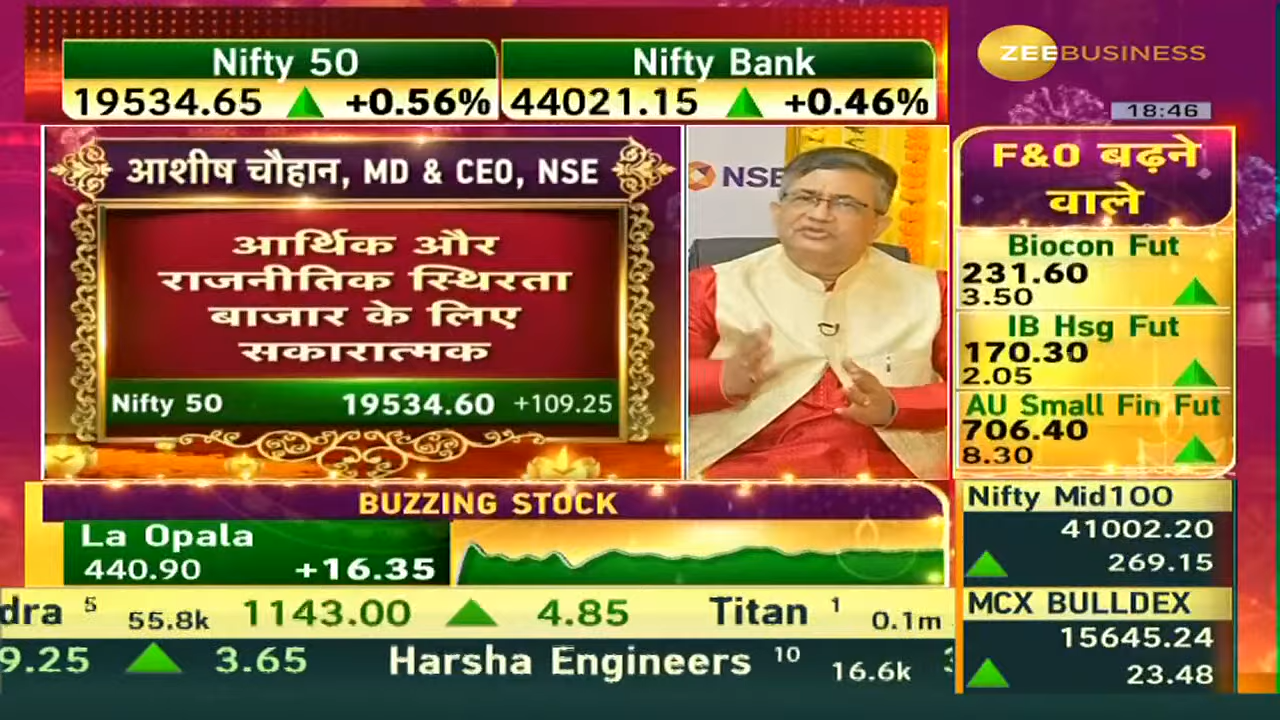 Nifty 50
19534.65 +0.56%
Nifty Bank
44021.15 +0.46%
ZEEBUSINESS
18:46
आशीष चौहान, MD & CEO, NSE
आर्थिक और
राजनीतिक स्थिरता
बाजार के लिए
सकारात्मक
Nifty 50 19534.60 +109.25
NSE
F&O बढ़ने
वाले
Biocon Fut
231.60
3.50
IB Hsg Fut
170.30
2.05
AU Small Fin Fut
706.40
8.30
Nifty Mid100
41002.20
269.15
MCX BULLDEX
15645.24
23.48
BUZZING STOCK
La Opala
440.90 +16.35
dra 5 55.8k 1143.00 4.85 Titan 1 0.1m
9.25 3.65 Harsha Engineers 10 16.6k